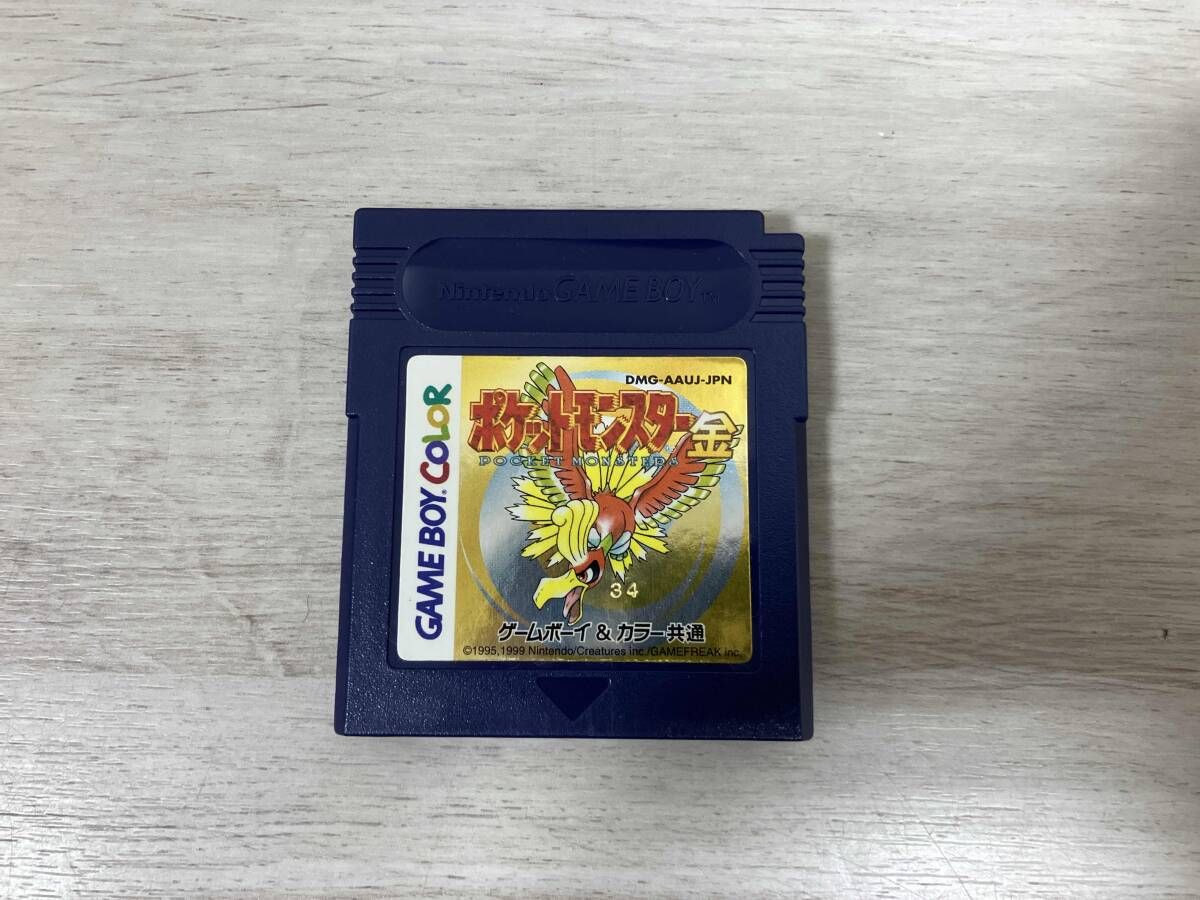 Nintendo GAME BOY™
GAME BOY COLOR
DMG-AAUJ-JPN
ポケットモンスター金
POCKET MONSTERS
34
ゲームボーイ & カラー共通
©1995,1999 Nintendo/Creatures inc./GAMEFREAK inc.